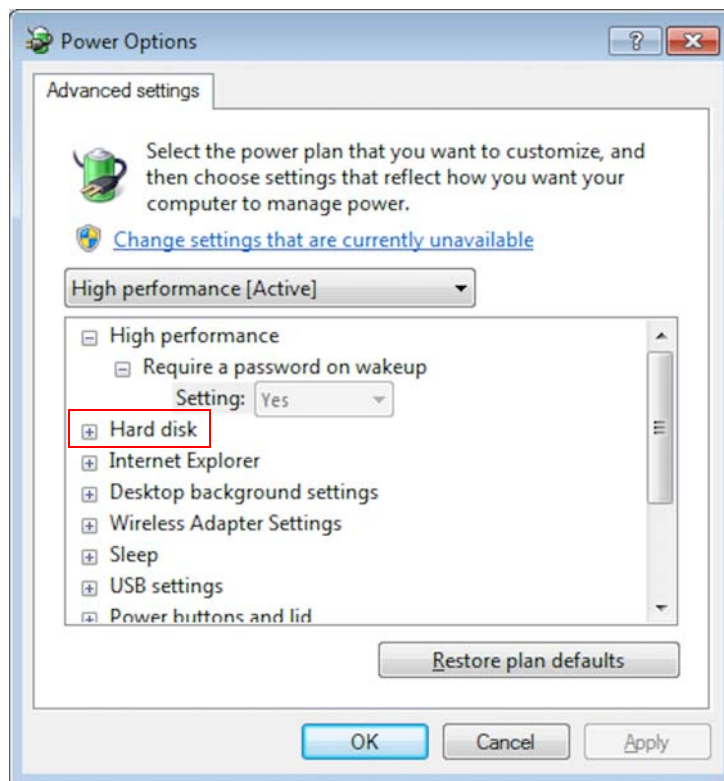 Power Options
Advanced settings
Select the power plan that you want to customize, and
then choose settings that reflect how you want your
computer to manage power.
Change settings that are currently unavailable
High performance [Active]
High performance
Require a password on wakeup
Setting: Yes
Hard disk
Internet Explorer
Desktop background settings
Wireless Adapter Settings
Sleep
USB settings
Power buttons and lid
Restore plan defaults
OK Cancel Apply